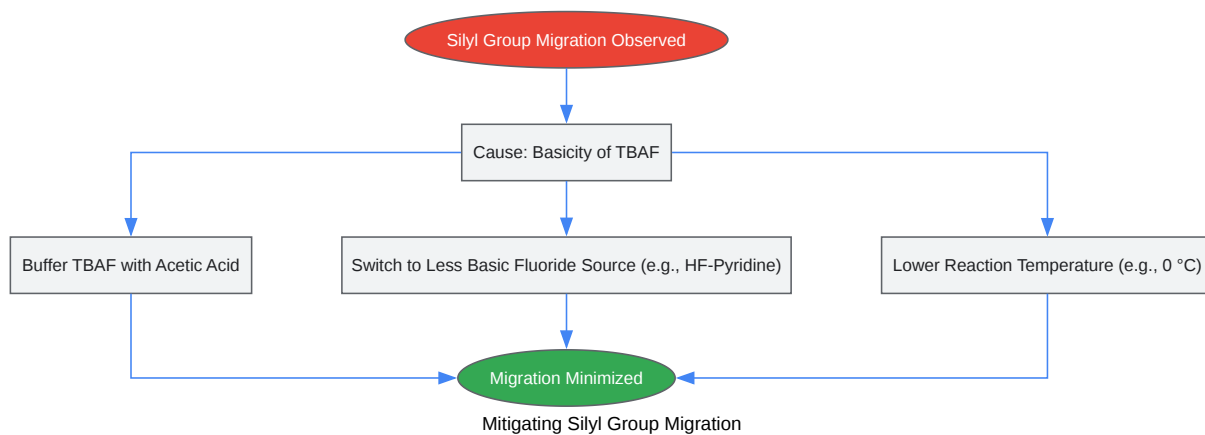 Silyl Group Migration Observed
Cause: Basicity of TBAF
Buffer TBAF with Acetic Acid
Switch to Less Basic Fluoride Source (e.g., HF-Pyridine)
Lower Reaction Temperature (e.g., 0 °C)
Migration Minimized
Mitigating Silyl Group Migration